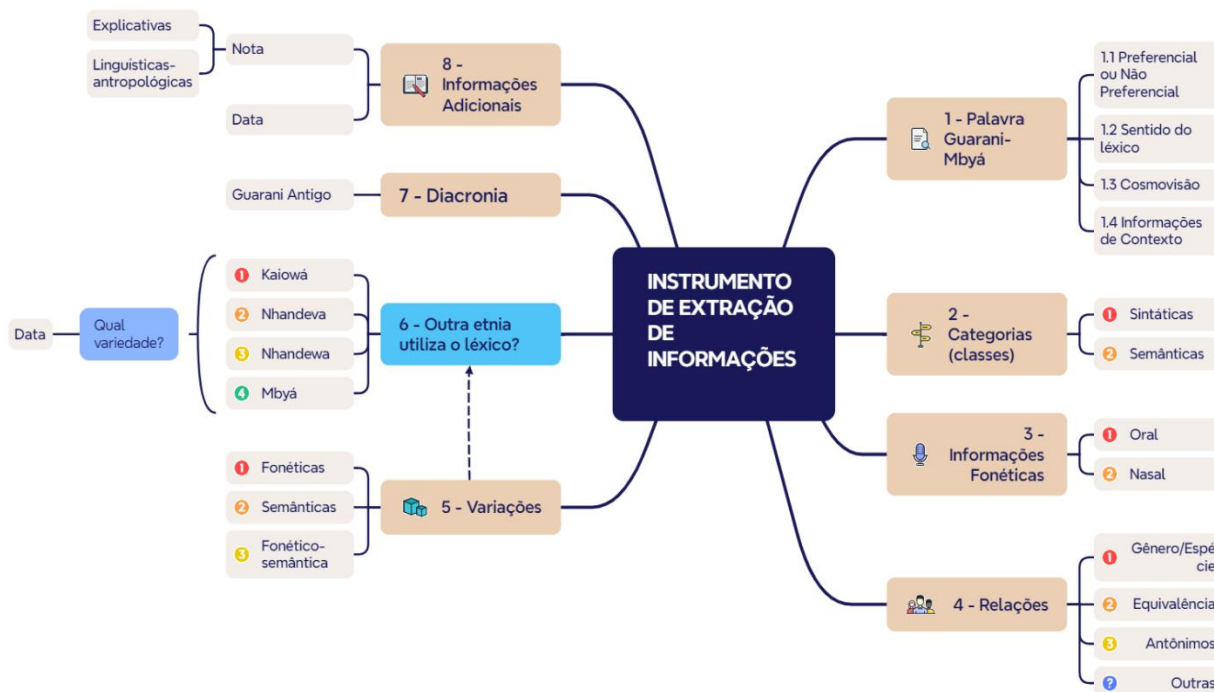 INSTRUMENTO
DE EXTRAÇÃO
DE
INFORMAÇÕES
1 - Palavra
Guarani-
Mbyá
1.1 Preferencial
ou Não
Preferencial
1.2 Sentido do
léxico
1.3 Cosmovisão
1.4 Informações
de Contexto
2 -
Categorias
(classes)
1 Sintáticas
2 Semânticas
3 -
Informações
Fonéticas
1 Oral
2 Nasal
4 - Relações
1 Gênero/Espé
cie
2 Equivalência
3 Antônimos
? Outras
5 - Variações
1 Fonéticas
2 Semânticas
3 Fonético-
semântica
6 - Outra etnia
utiliza o léxico?
1 Kaiowá
2 Nhandeva
3 Nhandewa
4 Mbyá
Qual
variedade?
Data
7 - Diacronia
Guarani Antigo
8 -
Informações
Adicionais
Nota
Explicativas
Linguísticas-
antropológicas
Data